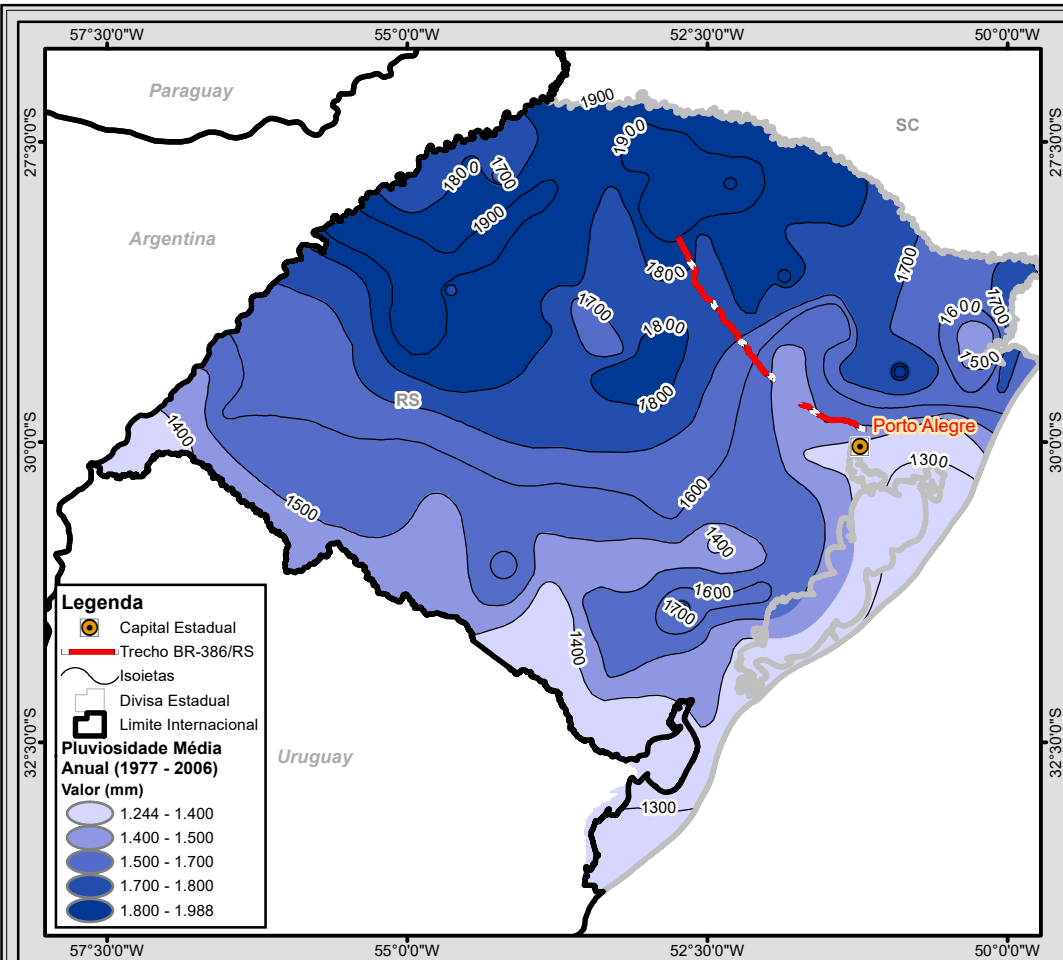 57°30'0"W 55°0'0"W 52°30'0"W 50°0'0"W
Paraguay
1900
SC
1900
27°30'0"S
27°30'0"S
1800
1700
1900
Argentina
1800
1700
1700
1600
1700
1800
1500
1800
RS
1400
Porto Alegre
30°0'0"S
30°0'0"S
1300
1600
1500
1400
1600
1700
1400
Legenda
Capital Estadual
Trecho BR-386/RS
Isoietas
Divisa Estadual
Limite Internacional
Pluviosidade Média
Anual (1977 - 2006)
Valor (mm)
1.244 - 1.400
1.400 - 1.500
1.500 - 1.700
1.700 - 1.800
1.800 - 1.988
32°30'0"S
32°30'0"S
Uruguay
1300
57°30'0"W 55°0'0"W 52°30'0"W 50°0'0"W